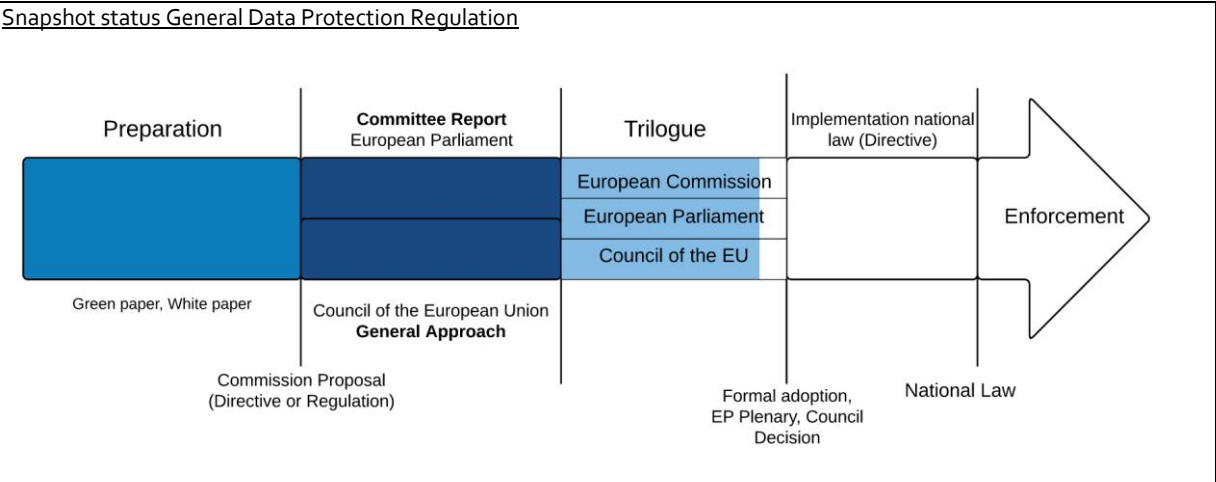 Snapshot status General Data Protection Regulation
Preparation
Committee Report
European Parliament
Trilogue
Implementation national
law (Directive)
European Commission
European Parliament
Council of the EU
Enforcement
Green paper, White paper
Council of the European Union
General Approach
Commission Proposal
(Directive or Regulation)
Formal adoption,
EP Plenary, Council
Decision
National Law